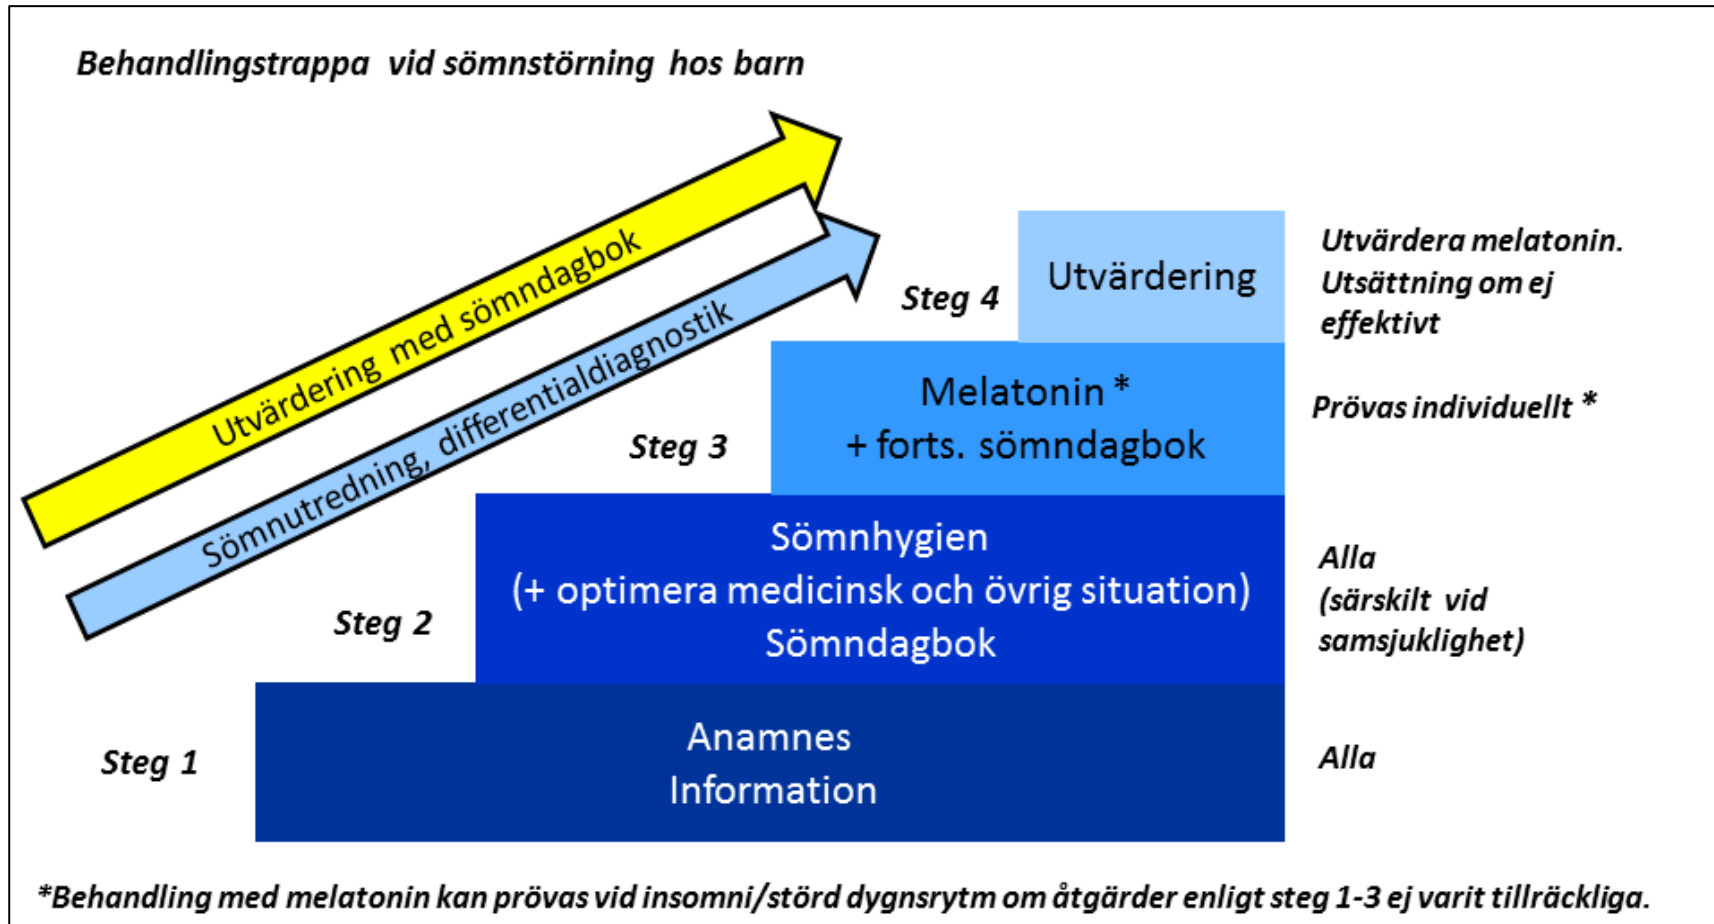 Behandlingstrappa vid sömnstörning hos barn
Utvärdering med sömndagbok
Sömnutredning, differentialdiagnostik
Steg 4
Utvärdering
Utvärdera melatonin.
Utsättning om ej
effektivt
Steg 3
Melatonin *
+ forts. sömndagbok
Prövas individuellt *
Steg 2
Sömnhygien
(+ optimera medicinsk och övrig situation)
Sömndagbok
Alla
(särskilt vid
samsjuklighet)
Steg 1
Anamnes
Information
Alla
*Behandling med melatonin kan prövas vid insomni/störd dygnsrytm om åtgärder enligt steg 1-3 ej varit tillräckliga.